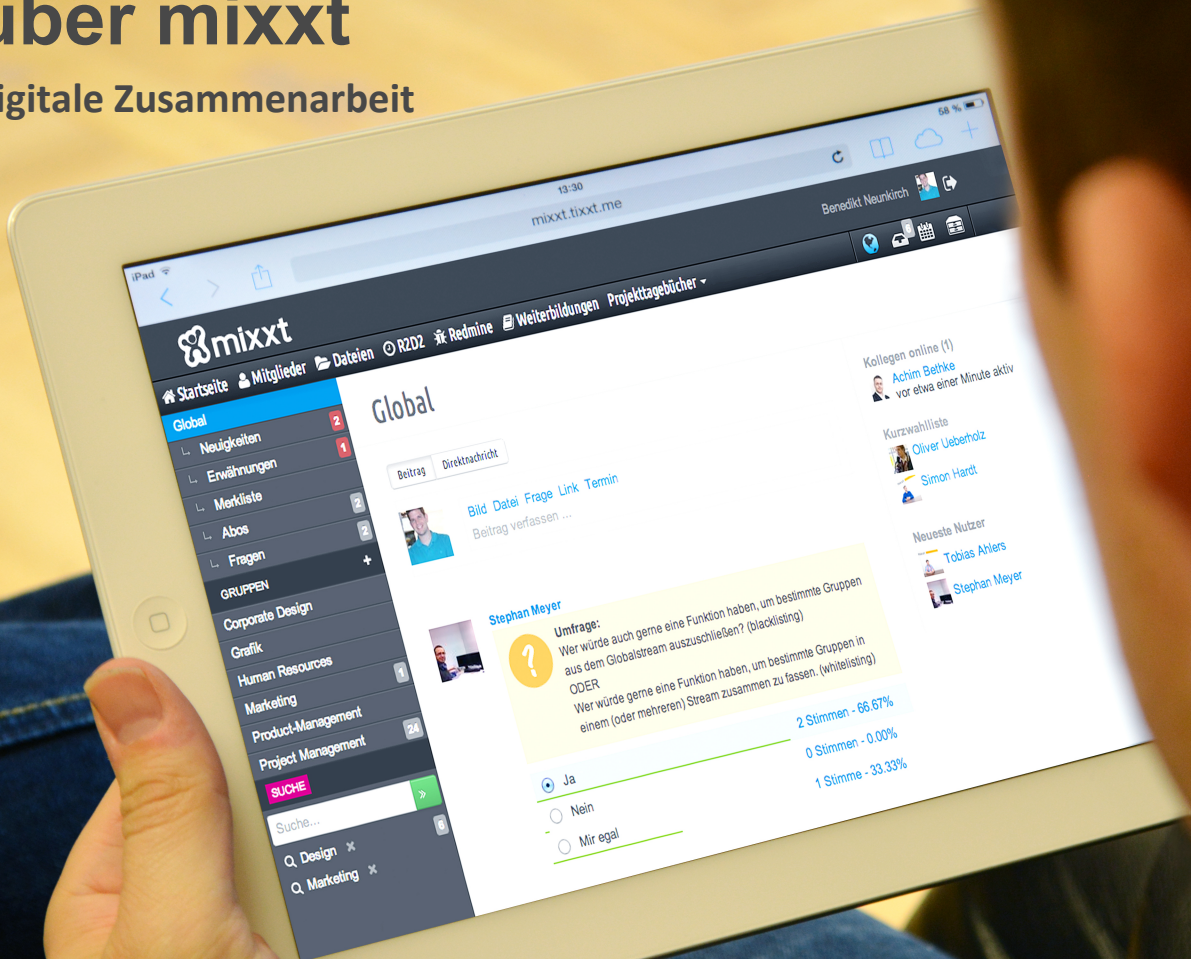 über mixxt
igitale Zusammenarbeit
58 %
13:30
iPad
mixxt.tixxt.me
Benedikt Neunkirch
6
mixxt
Startseite Mitglieder Dateien R2D2 Redmine Weiterbildungen Projekttagebücher
Global
Neuigkeiten 2
Erwähnungen 1
Merkliste
Abos 2
Fragen 2
GRUPPEN +
Corporate Design
Grafik
Human Resources
Marketing 1
Product-Management
Project Management 24
SUCHE
Suche... »
Design × 6
Marketing ×
Global
Beitrag Direktnachricht
Bild Datei Frage Link Termin
Beitrag verfassen ...
Stephan Meyer
?
Umfrage:
Wer würde auch gerne eine Funktion haben, um bestimmte Gruppen
aus dem Globalstream auszuschließen? (blacklisting)
ODER
Wer würde gerne eine Funktion haben, um bestimmte Gruppen in
einem (oder mehreren) Stream zusammen zu fassen. (whitelisting)
Ja 2 Stimmen - 66.67%
Nein 0 Stimmen - 0.00%
Mir egal 1 Stimme - 33.33%
Kollegen online (1)
Achim Bethke
vor etwa einer Minute aktiv
Kurzwahlliste
Oliver Ueberholz
Simon Hardt
Neueste Nutzer
Tobias Ahlers
Stephan Meyer